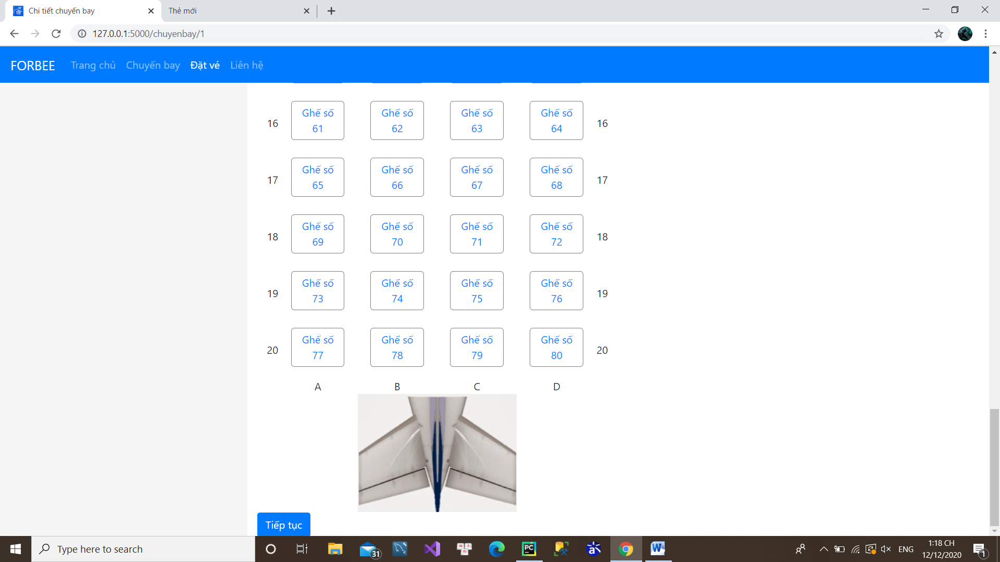 Chi tiết chuyến bay
Thẻ mới
127.0.0.1:5000/chuyenbay/1
FORBEE Trang chủ Chuyến bay Đặt vé Liên hệ
16 Ghế số 61 Ghế số 62 Ghế số 63 Ghế số 64 16
17 Ghế số 65 Ghế số 66 Ghế số 67 Ghế số 68 17
18 Ghế số 69 Ghế số 70 Ghế số 71 Ghế số 72 18
19 Ghế số 73 Ghế số 74 Ghế số 75 Ghế số 76 19
20 Ghế số 77 Ghế số 78 Ghế số 79 Ghế số 80 20
A B C D
Tiếp tục
Type here to search
31
PC
ENG
1:18 CH
12/12/2020
1